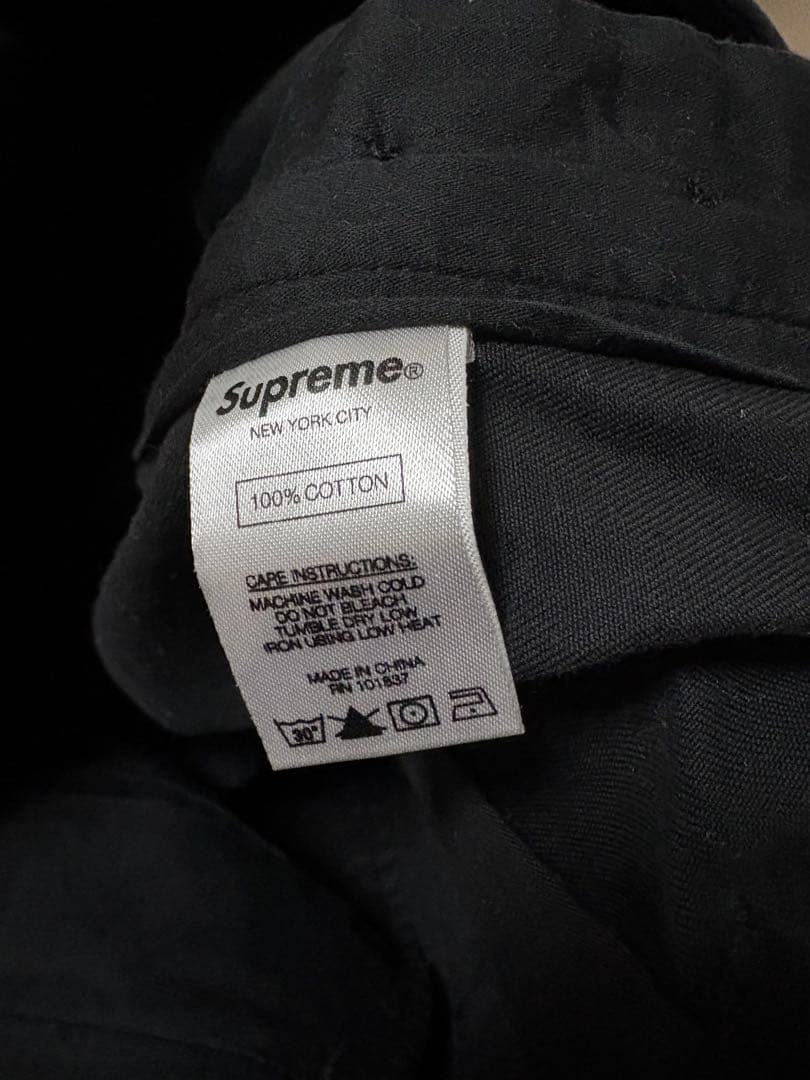 Supreme®
NEW YORK CITY
100% COTTON
CARE INSTRUCTIONS:
MACHINE WASH COLD
DO NOT BLEACH
TUMBLE DRY LOW
IRON USING LOW HEAT
MADE IN CHINA
RN 101837
30°